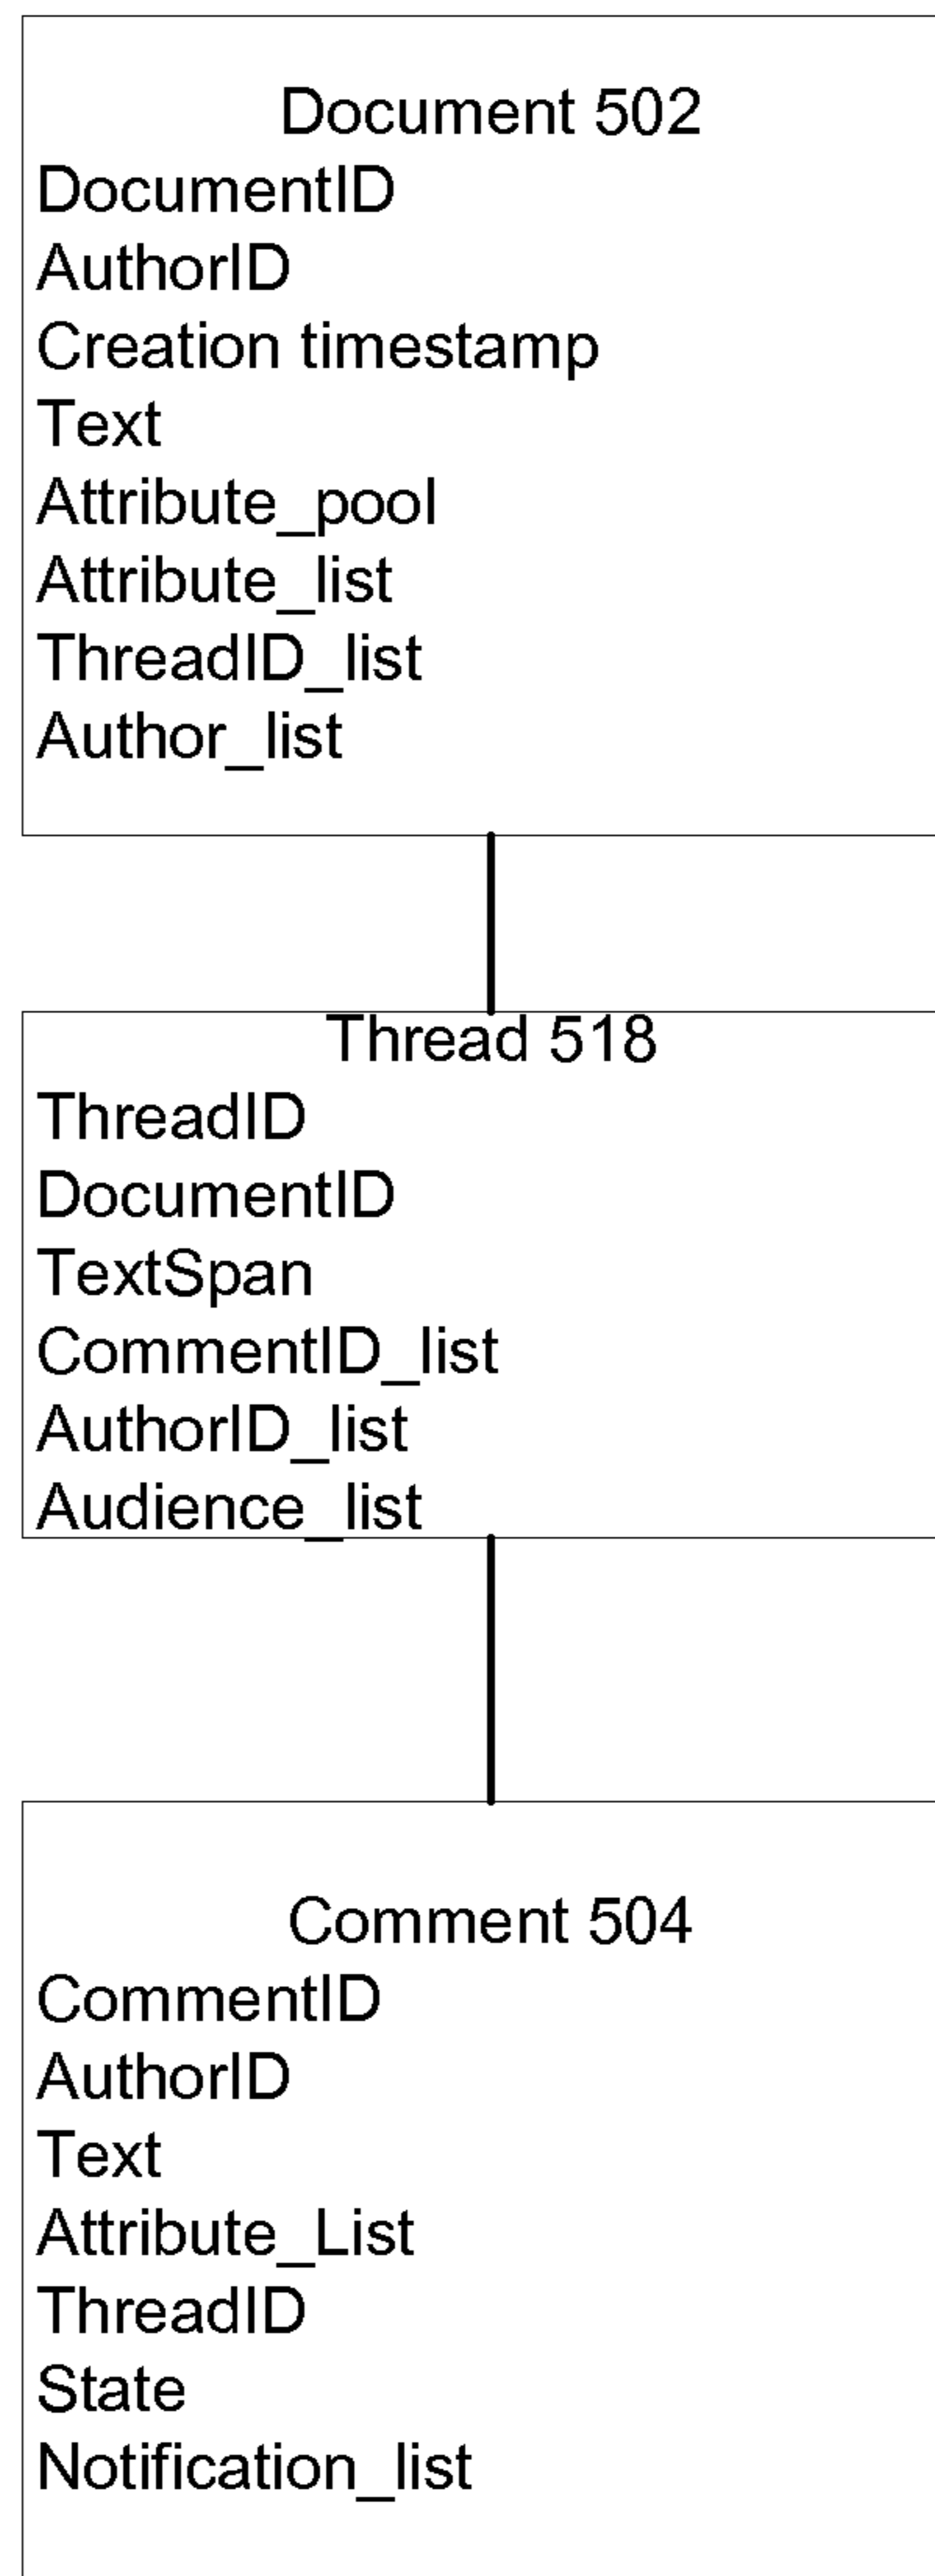 Document 502
DocumentID
AuthorID
Creation timestamp
Text
Attribute_pool
Attribute_list
ThreadID_list
Author_list
Thread 518
ThreadID
DocumentID
TextSpan
CommentID_list
AuthorID_list
Audience_list
Comment 504
CommentID
AuthorID
Text
Attribute_List
ThreadID
State
Notification_list